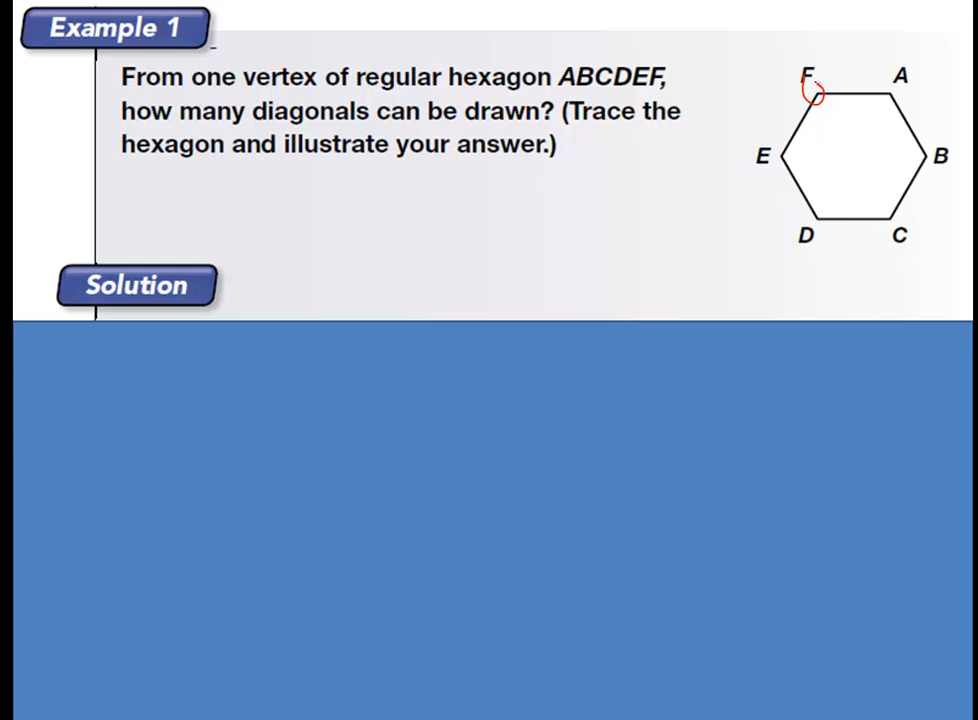 Example 1
From one vertex of regular hexagon ABCDEF,
how many diagonals can be drawn? (Trace the
hexagon and illustrate your answer.)
F A
E B
D C
Solution